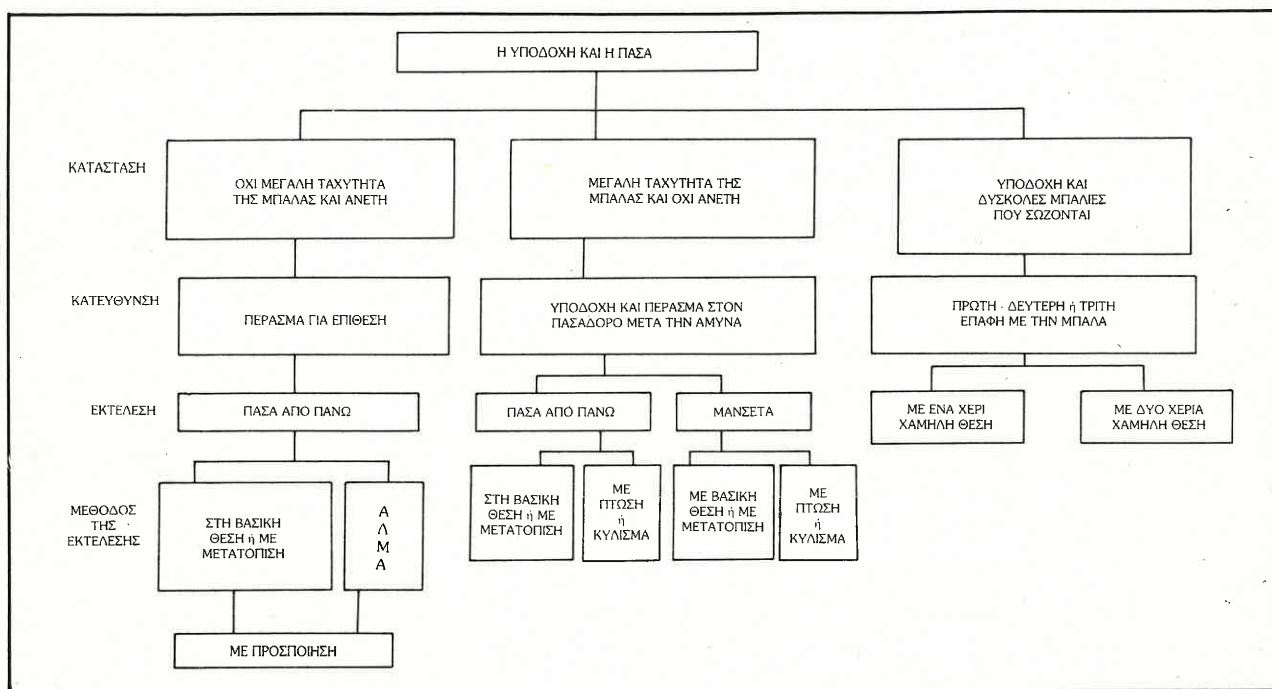 Η ΥΠΟΔΟΧΗ ΚΑΙ Η ΠΑΣΑ
ΚΑΤΑΣΤΑΣΗ
ΟΧΙ ΜΕΓΑΛΗ ΤΑΧΥΤΗΤΑ
ΤΗΣ ΜΠΑΛΑΣ ΚΑΙ ΑΝΕΤΗ
ΜΕΓΑΛΗ ΤΑΧΥΤΗΤΑ ΤΗΣ
ΜΠΑΛΑΣ ΚΑΙ ΟΧΙ ΑΝΕΤΗ
ΥΠΟΔΟΧΗ ΚΑΙ
ΔΥΣΚΟΛΕΣ ΜΠΑΛΙΕΣ
ΠΟΥ ΣΩΖΟΝΤΑΙ
ΚΑΤΕΥΘΥΝΣΗ
ΠΕΡΑΣΜΑ ΓΙΑ ΕΠΙΘΕΣΗ
ΥΠΟΔΟΧΗ ΚΑΙ ΠΕΡΑΣΜΑ ΣΤΟΝ
ΠΑΣΑΔΟΡΟ ΜΕΤΑ ΤΗΝ ΑΜΥΝΑ
ΠΡΩΤΗ - ΔΕΥΤΕΡΗ ή ΤΡΙΤΗ
ΕΠΑΦΗ ΜΕ ΤΗΝ ΜΠΑΛΑ
ΕΚΤΕΛΕΣΗ
ΠΑΣΑ ΑΠΟ ΠΑΝΩ
ΠΑΣΑ ΑΠΟ ΠΑΝΩ
ΜΑΝΣΕΤΑ
ΜΕ ΕΝΑ ΧΕΡΙ
ΧΑΜΗΛΗ ΘΕΣΗ
ΜΕ ΔΥΟ ΧΕΡΙΑ
ΧΑΜΗΛΗ ΘΕΣΗ
ΜΕΘΟΔΟΣ
ΤΗΣ
ΕΚΤΕΛΕΣΗΣ
ΣΤΗ ΒΑΣΙΚΗ
ΘΕΣΗ ή ΜΕ
ΜΕΤΑΤΟΠΙΣΗ
Α
Λ
Μ
Α
ΣΤΗ ΒΑΣΙΚΗ
ΘΕΣΗ ή ΜΕ
ΜΕΤΑΤΟΠΙΣΗ
ΜΕ
ΠΤΩΣΗ
ή
ΚΥΛΙΣΜΑ
ΜΕ ΒΑΣΙΚΗ
ΘΕΣΗ ή ΜΕ
ΜΕΤΑΤΟΠΙΣΗ
ΜΕ
ΠΤΩΣΗ
ή
ΚΥΛΙΣΜΑ
ΜΕ ΠΡΟΣΠΟΙΗΣΗ